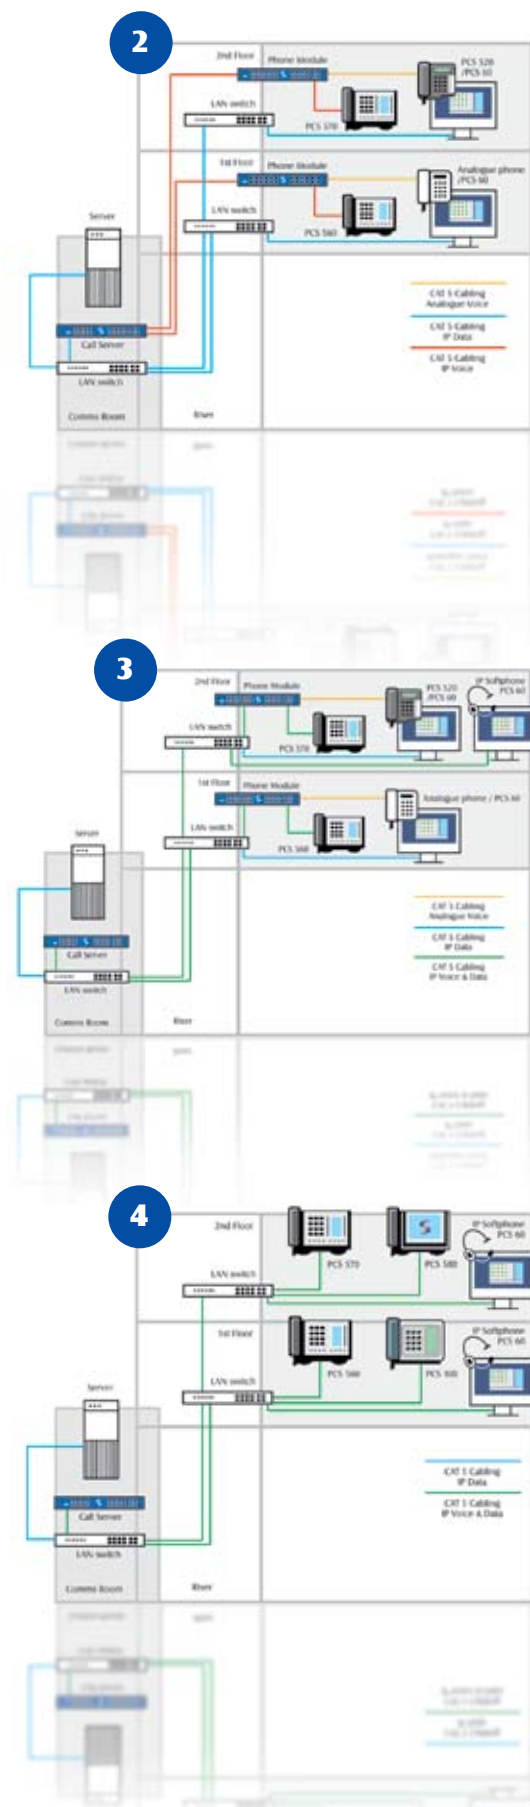 2
2nd Floor
Phone Module
PCS 520
/PCS 60
LAN switch
PCS 570
1st Floor
Phone Module
Analogue phone
/PCS 60
LAN switch
PCS 560
Server
CAT 5 Cabling
Analogue Voice
CAT 5 Cabling
IP Data
Call Server
CAT 5 Cabling
IP Voice
LAN switch
Comms Room
Riser
3
2nd Floor
Phone Module
PCS 520
/PCS 60
IP Softphone
PCS 60
LAN switch
PCS 570
1st Floor
Phone Module
Analogue phone / PCS 60
LAN switch
PCS 560
Server
CAT 5 Cabling
Analogue Voice
CAT 5 Cabling
IP Data
Call Server
CAT 5 Cabling
IP Voice & Data
LAN switch
Comms Room
Riser
4
2nd Floor
IP Softphone
PCS 60
PCS 570
PCS 580
LAN switch
1st Floor
IP Softphone
PCS 60
PCS 560
LAN switch
Server
CAT 5 Cabling
IP Data
CAT 5 Cabling
IP Voice & Data
Call Server
LAN switch
Comms Room
Riser